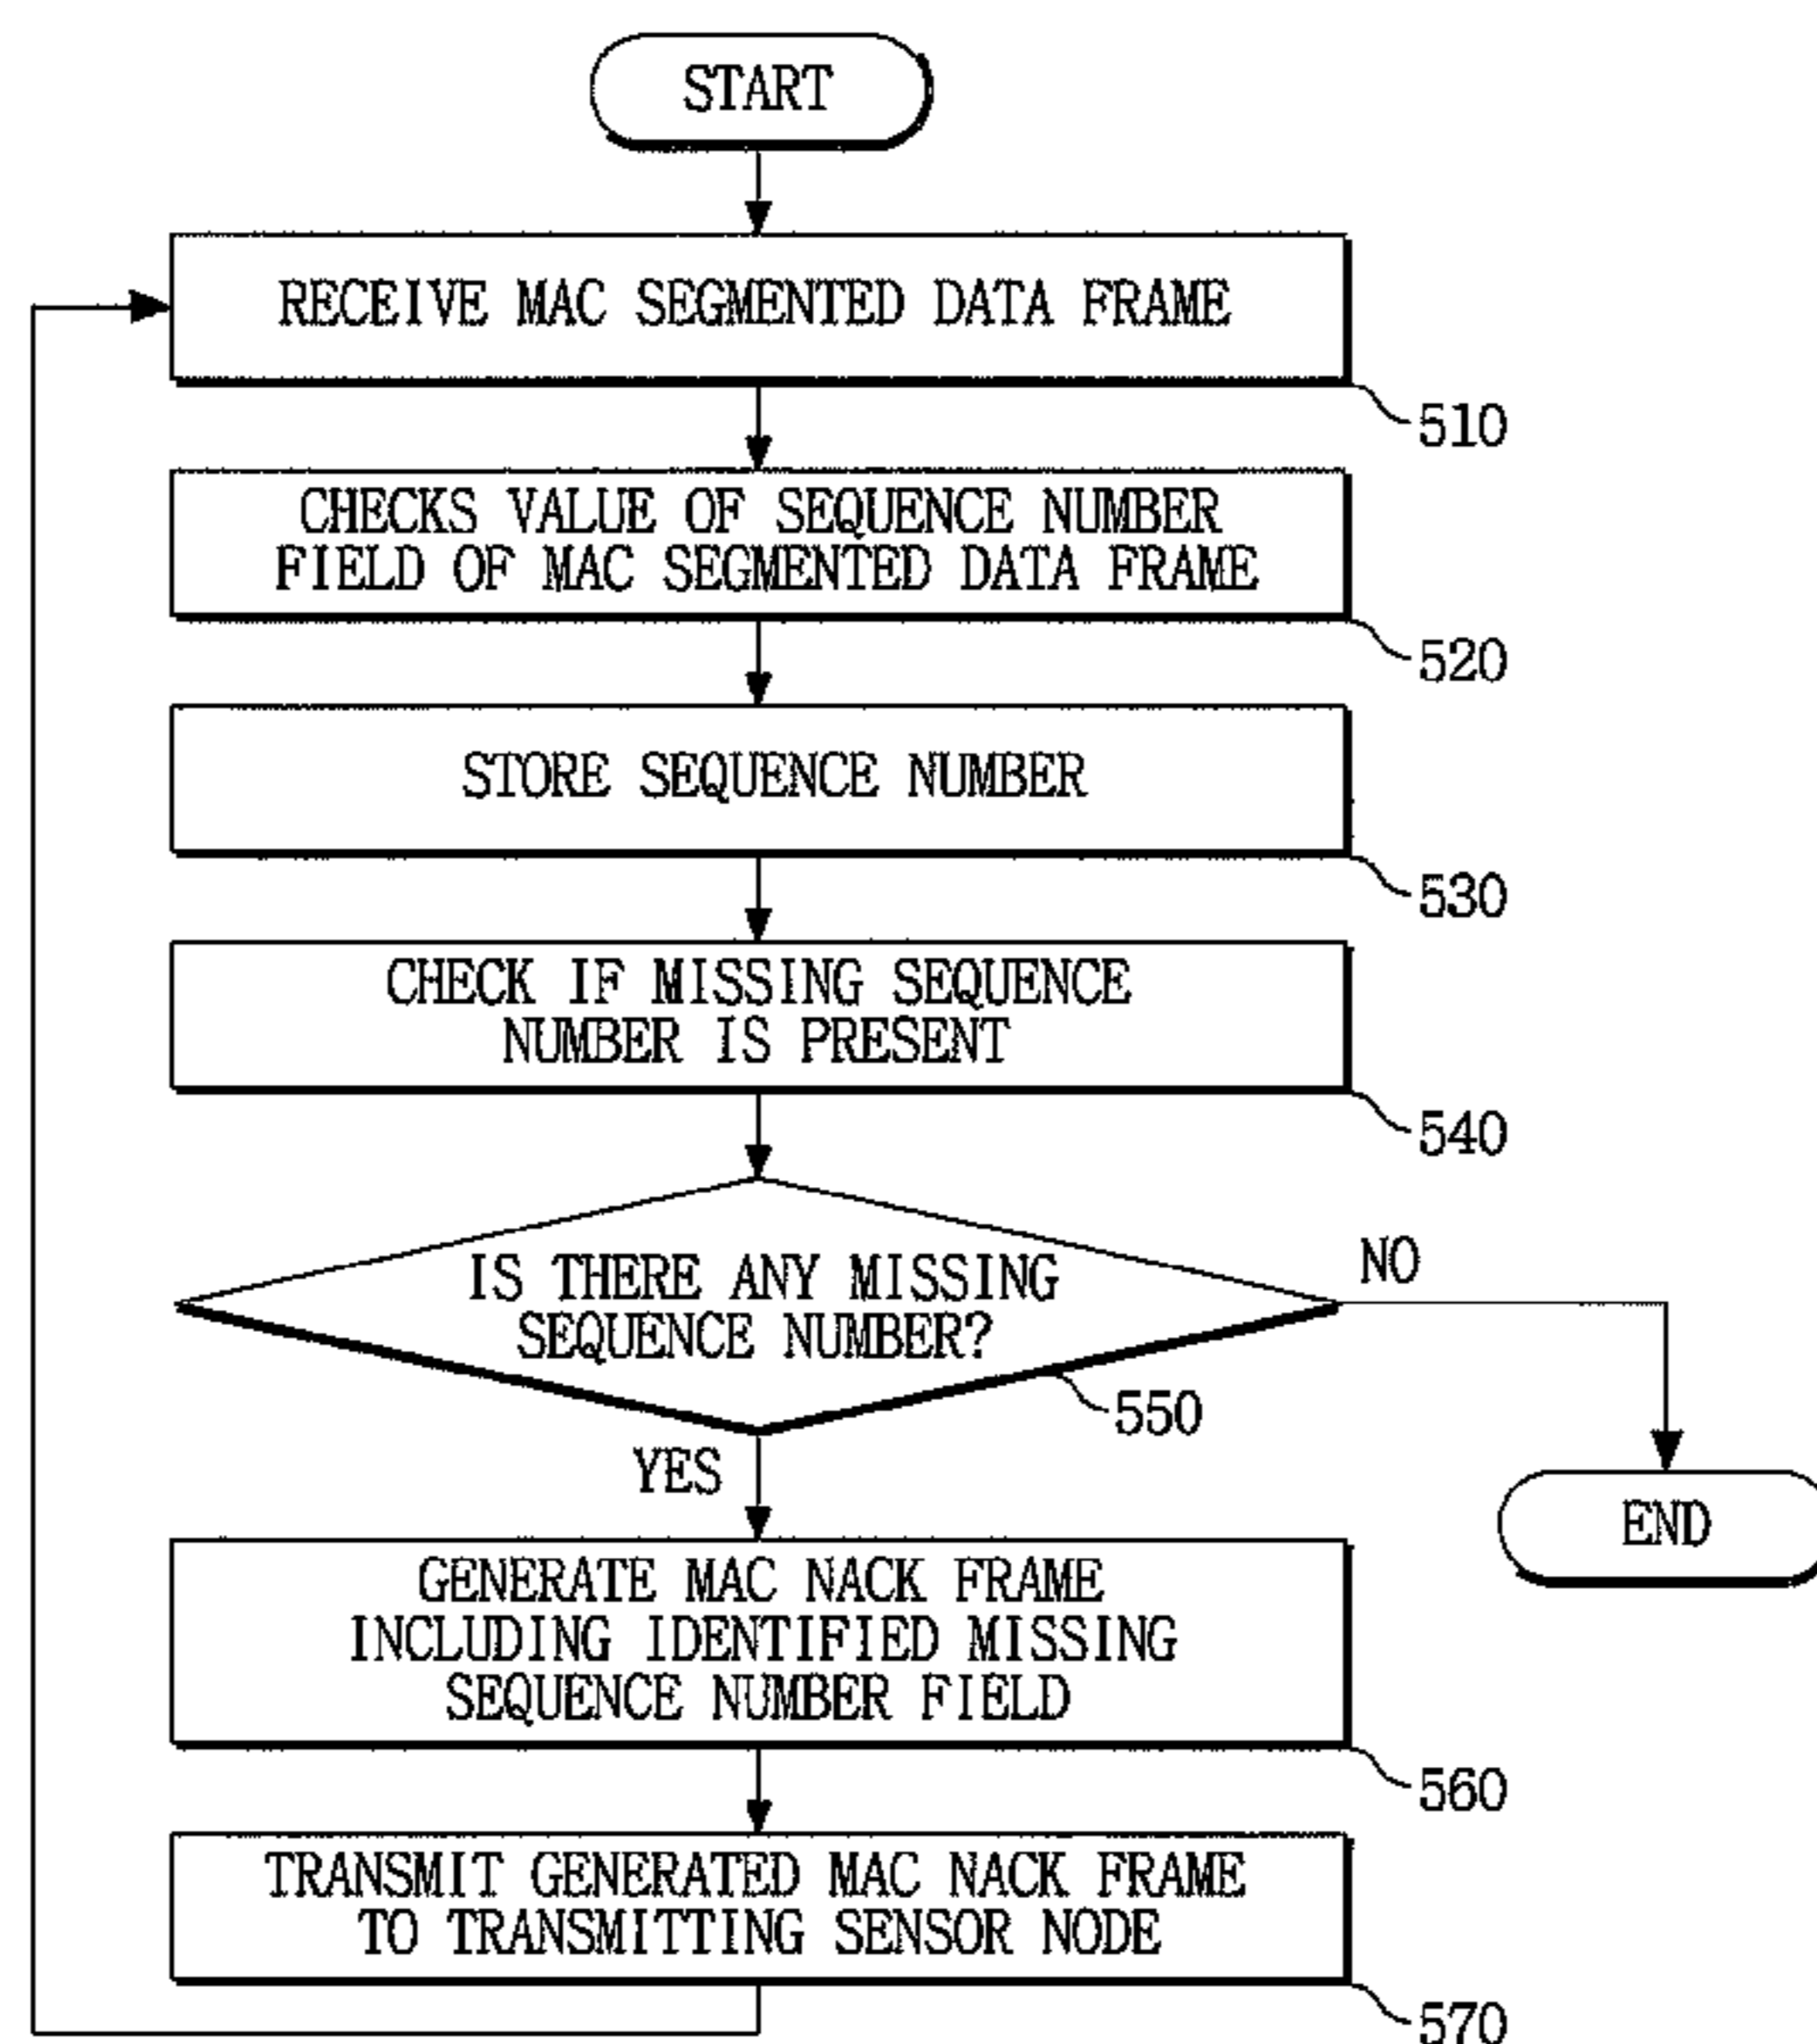 START
RECEIVE MAC SEGMENTED DATA FRAME
510
CHECKS VALUE OF SEQUENCE NUMBER
FIELD OF MAC SEGMENTED DATA FRAME
520
STORE SEQUENCE NUMBER
530
CHECK IF MISSING SEQUENCE
NUMBER IS PRESENT
540
IS THERE ANY MISSING
SEQUENCE NUMBER?
NO
550
YES
END
GENERATE MAC NACK FRAME
INCLUDING IDENTIFIED MISSING
SEQUENCE NUMBER FIELD
560
TRANSMIT GENERATED MAC NACK FRAME
TO TRANSMITTING SENSOR NODE
570